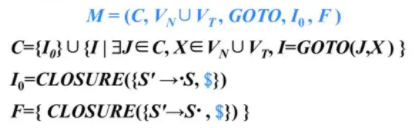 M = (C, V_N∪V_T, GOTO, I_0, F )
C={I_0}∪{I | ∃J∈C, X∈V_N∪V_T, I=GOTO(J,X) }
I_0=CLOSURE({S'→·S, $})
F={ CLOSURE({S'→S· , $}) }